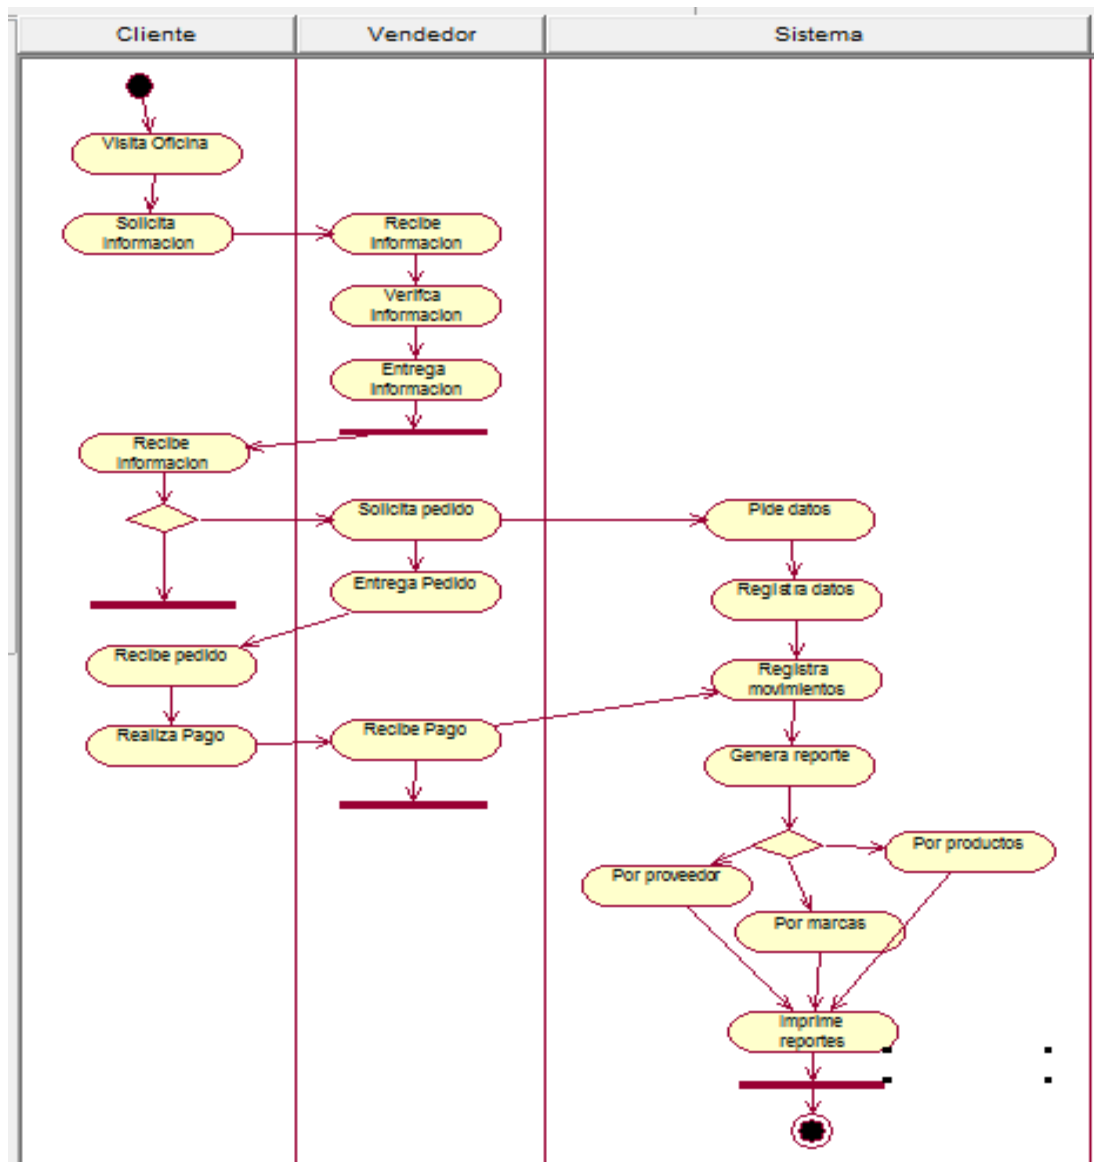 Cliente
Vendedor
Sistema
Visita Oficina
Solicita
Informacion
Recibe
Informacion
Verifca
Informacion
Entrega
Informacion
Recibe
Informacion
Solicita pedido
Pide datos
Entrega Pedido
Registra datos
Recibe pedido
Registra
movimientos
Realiza Pago
Recibe Pago
Genera reporte
Por productos
Por proveedor
Por marcas
Imprime
reportes